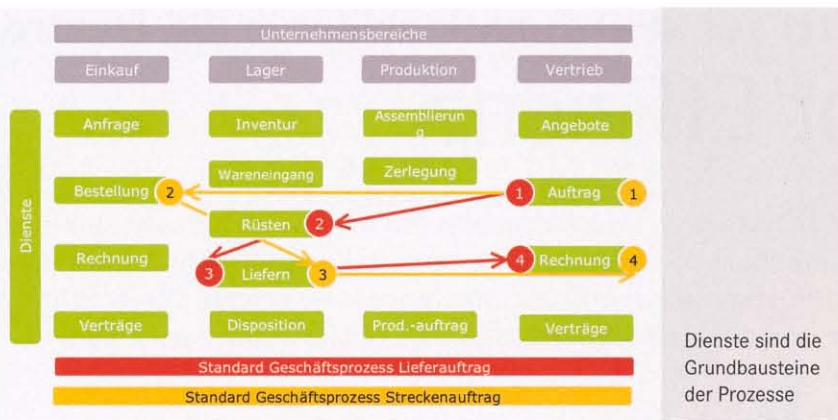 Unternehmensbereiche
Einkauf Lager Produktion Vertrieb
Dienste
Anfrage Inventur Assemblierun
g Angebote
Wareneingang Zerlegung
Bestellung 2 1 Auftrag 1
Rüsten 2
Rechnung 4 Rechnung 4
3 Liefern 3
Verträge Disposition Prod.-auftrag Verträge
Standard Geschäftsprozess Lieferauftrag
Standard Geschäftsprozess Streckenauftrag
Dienste sind die
Grundbausteine
der Prozesse